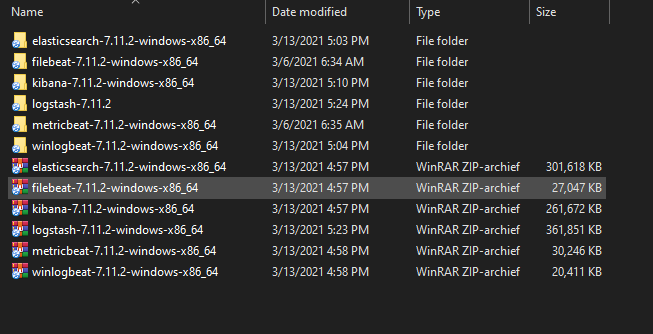 Name Date modified Type Size
elasticsearch-7.11.2-windows-x86_64 3/13/2021 5:03 PM File folder
filebeat-7.11.2-windows-x86_64 3/6/2021 6:34 AM File folder
kibana-7.11.2-windows-x86_64 3/13/2021 5:10 PM File folder
logstash-7.11.2 3/13/2021 5:24 PM File folder
metricbeat-7.11.2-windows-x86_64 3/6/2021 6:35 AM File folder
winlogbeat-7.11.2-windows-x86_64 3/13/2021 5:04 PM File folder
elasticsearch-7.11.2-windows-x86_64 3/13/2021 4:57 PM WinRAR ZIP-archief 301,618 KB
filebeat-7.11.2-windows-x86_64 3/13/2021 4:57 PM WinRAR ZIP-archief 27,047 KB
kibana-7.11.2-windows-x86_64 3/13/2021 4:57 PM WinRAR ZIP-archief 261,672 KB
logstash-7.11.2-windows-x86_64 3/13/2021 5:23 PM WinRAR ZIP-archief 361,851 KB
metricbeat-7.11.2-windows-x86_64 3/13/2021 4:58 PM WinRAR ZIP-archief 30,246 KB
winlogbeat-7.11.2-windows-x86_64 3/13/2021 4:58 PM WinRAR ZIP-archief 20,411 KB